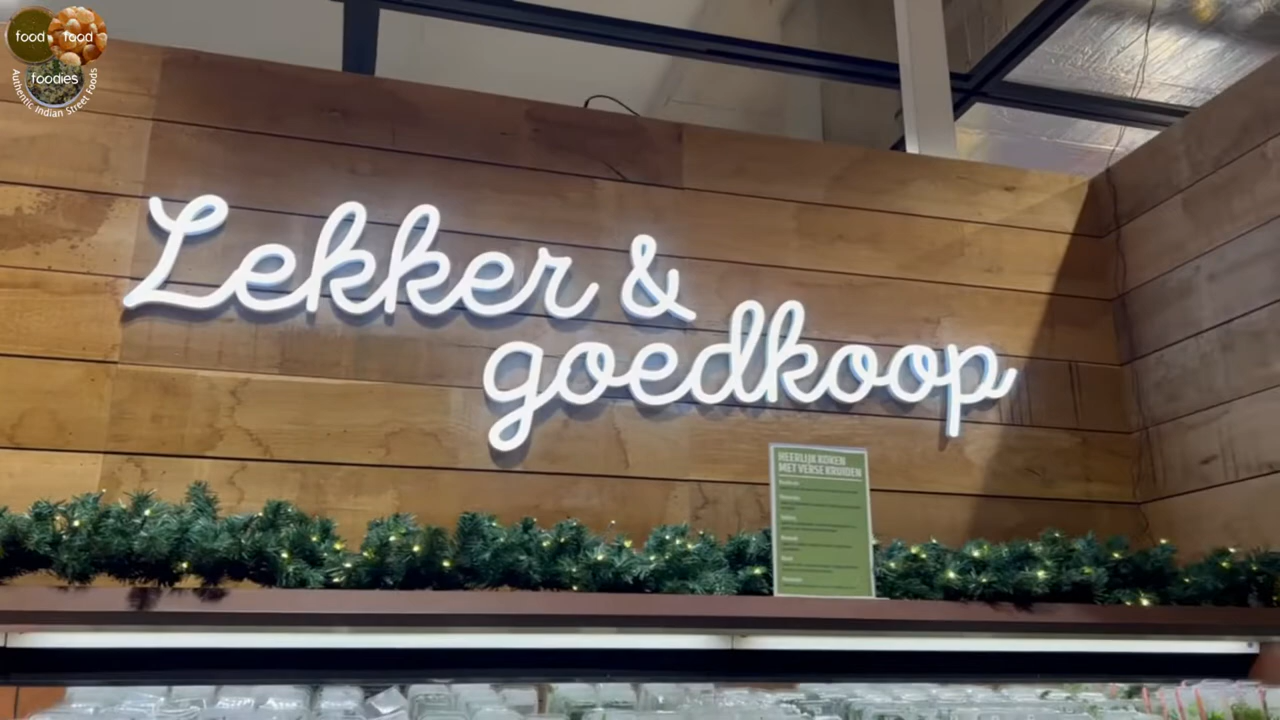 food food
foodies
Authentic Indian Street Foods
Lekker &
goedkoop
HEERLIJK KOKEN
MET VERSE KRUIDEN